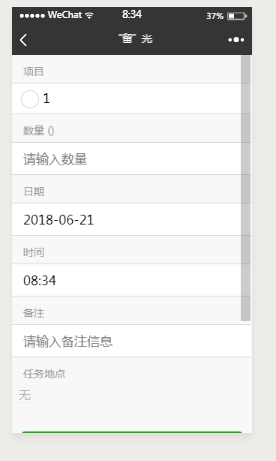 WeChat 8:34 37%
光
项目
1
数量 ()
请输入数量
日期
2018-06-21
时间
08:34
备注
请输入备注信息
任务地点
无